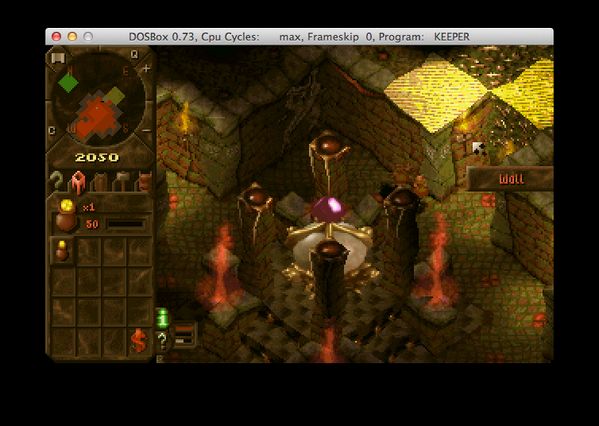 DOSBox 0.73, Cpu Cycles: max, Frameskip 0, Program: KEEPER
N
E
W
S
2050
x1
50
Wall